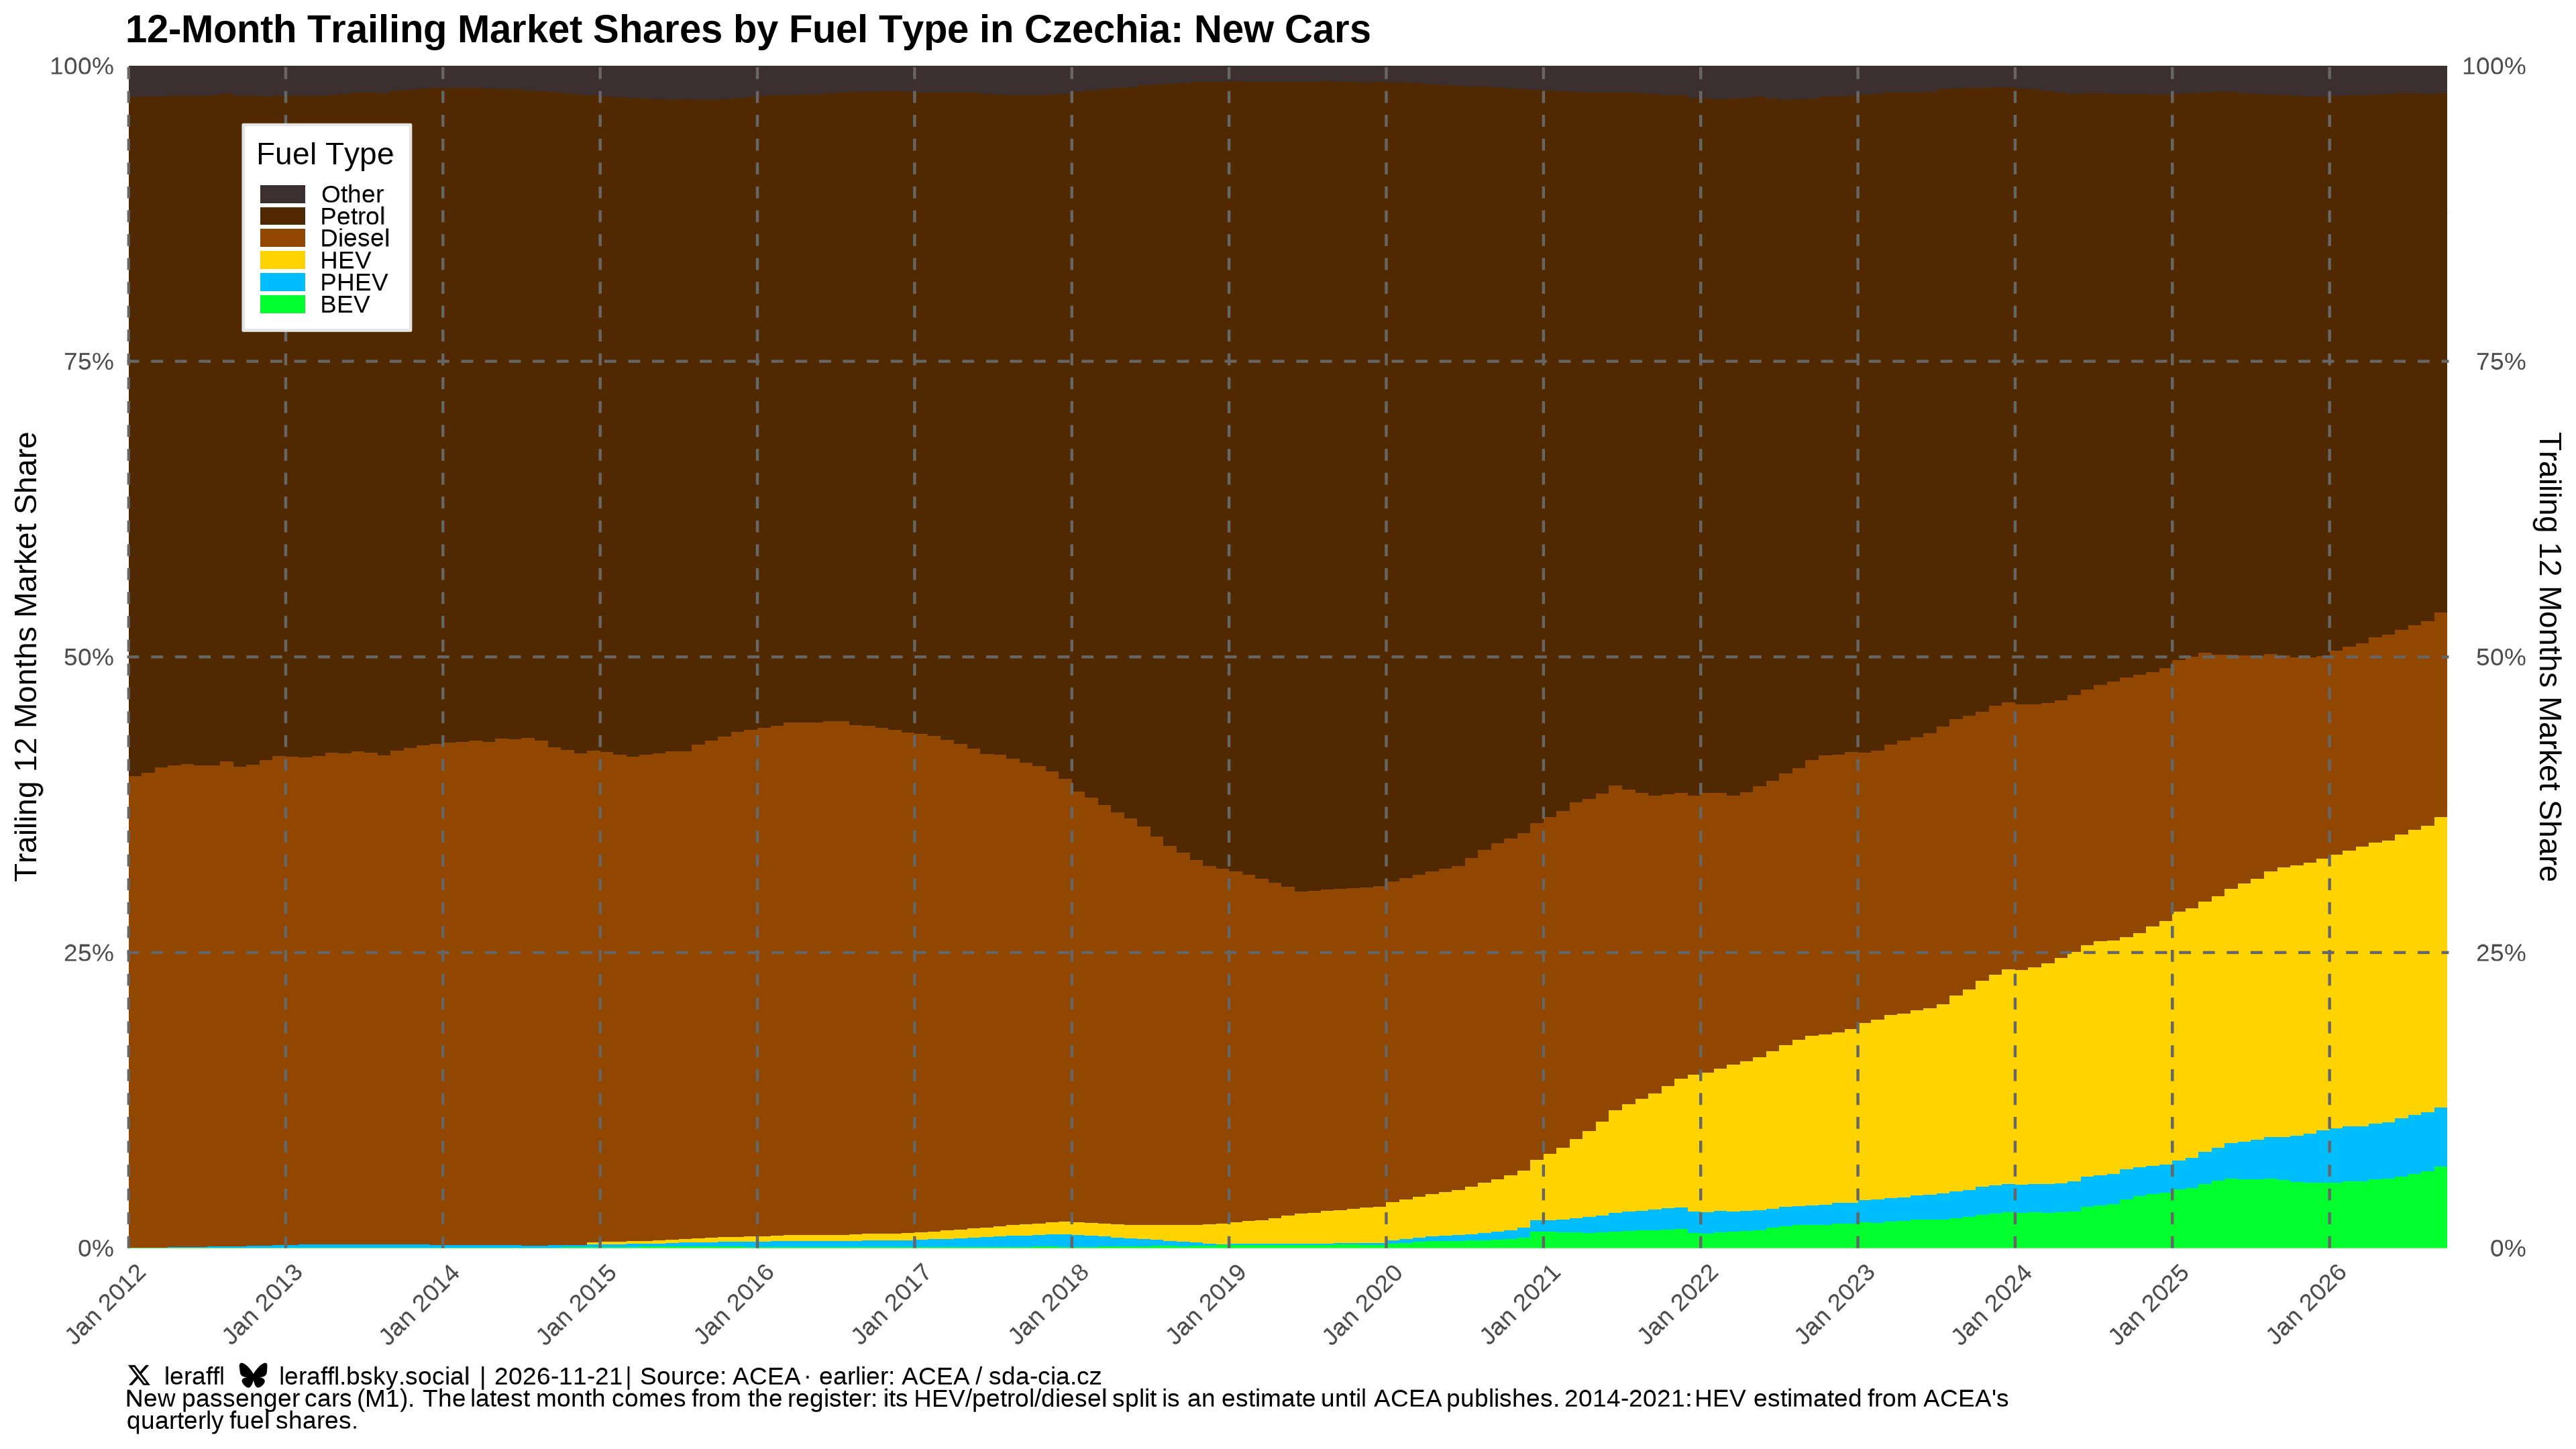 12-Month Trailing Market Shares by Fuel Type in Czechia: New Cars
100%
100%
Fuel Type
Other
Petrol
Diesel
HEV
PHEV
BEV
75%
75%
Trailing 12 Months Market Share
Trailing 12 Months Market Share
50%
50%
25%
25%
0%
0%
Jan 2012
Jan 2013
Jan 2014
Jan 2015
Jan 2016
Jan 2017
Jan 2018
Jan 2019
Jan 2020
Jan 2021
Jan 2022
Jan 2023
Jan 2024
Jan 2025
Jan 2026
leraffl leraffl.bsky.social | 2026-11-21| Source: ACEA · earlier: ACEA / sda-cia.cz
New passenger cars (M1). The latest month comes from the register: its HEV/petrol/diesel split is an estimate until ACEA publishes. 2014-2021: HEV estimated from ACEA's
quarterly fuel shares.